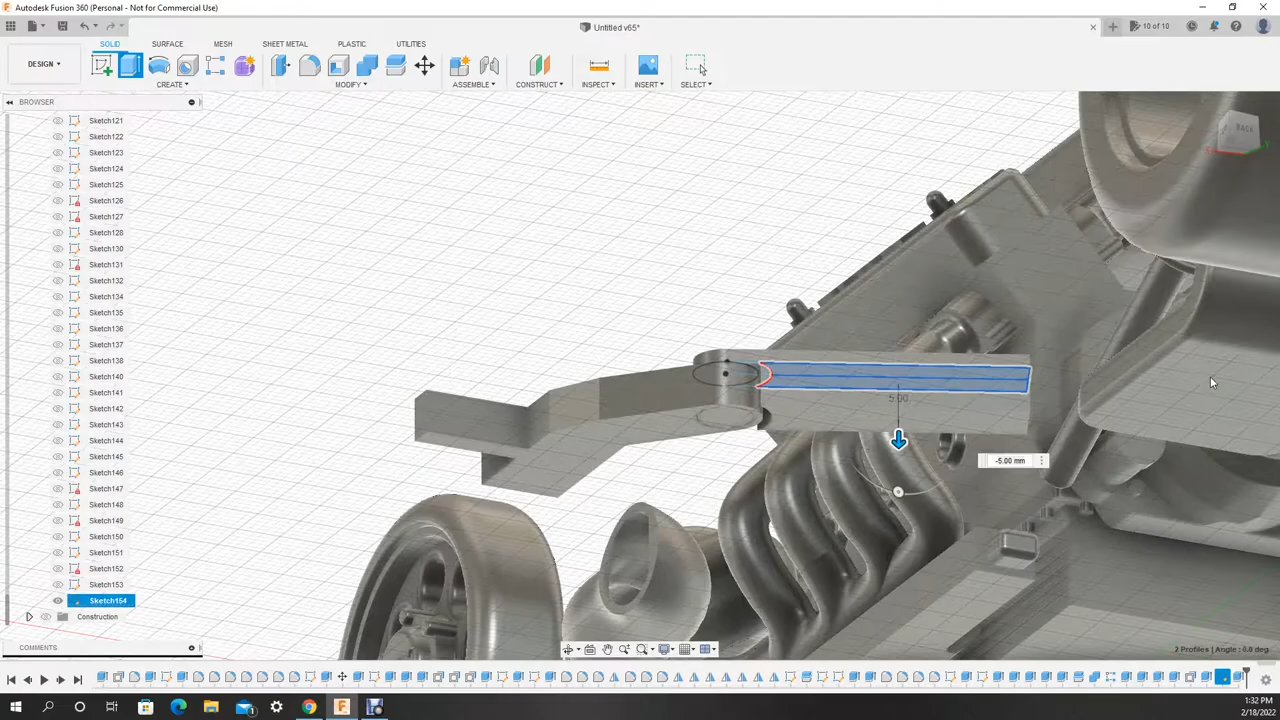 Autodesk Fusion 360 (Personal - Not for Commercial Use)
Untitled v65*
10 of 10
DESIGN
SOLID
SURFACE
MESH
SHEET METAL
PLASTIC
UTILITIES
CREATE
MODIFY
ASSEMBLE
CONSTRUCT
INSPECT
INSERT
SELECT
BROWSER
BACK
Sketch121
Sketch122
Sketch123
Sketch124
Sketch125
Sketch126
Sketch127
Sketch128
Sketch130
Sketch131
Sketch132
Sketch134
Sketch135
Sketch136
Sketch137
Sketch138
Sketch140
Sketch141
Sketch142
Sketch143
Sketch144
Sketch145
Sketch146
Sketch147
Sketch148
Sketch149
Sketch150
Sketch151
Sketch152
Sketch153
Sketch154
Construction
5.00
-5.00 mm
COMMENTS
2 Profiles | Angle : 0.0 deg
1:32 PM
2/18/2022